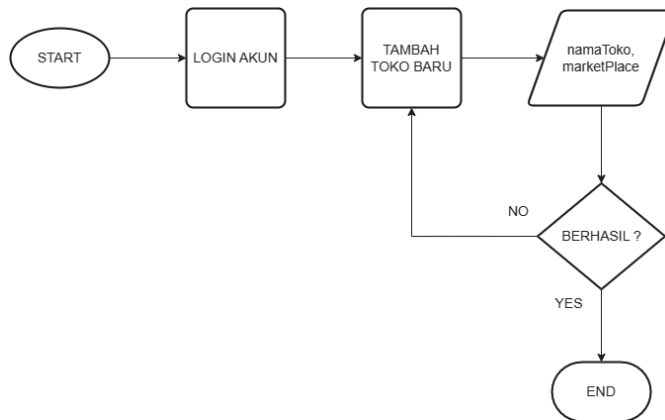 START
LOGIN AKUN
TAMBAH
TOKO BARU
namaToko,
marketPlace
NO
BERHASIL ?
YES
END